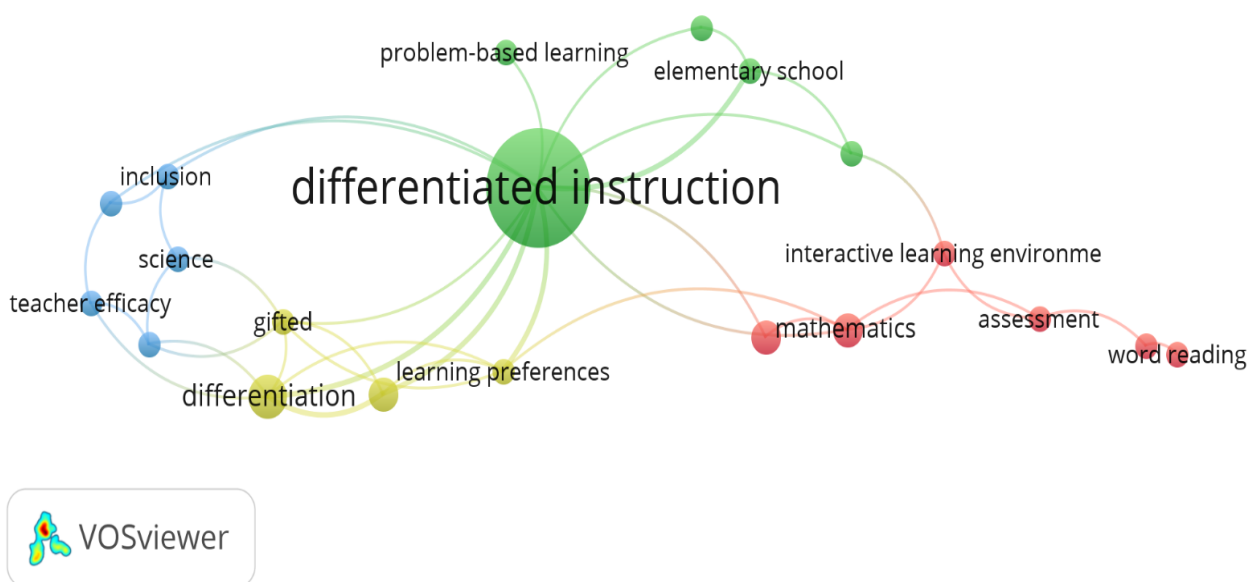 problem-based learning
elementary school
inclusion
differentiated instruction
science
interactive learning environme
teacher efficacy
gifted
mathematics
assessment
word reading
learning preferences
differentiation
VOSviewer